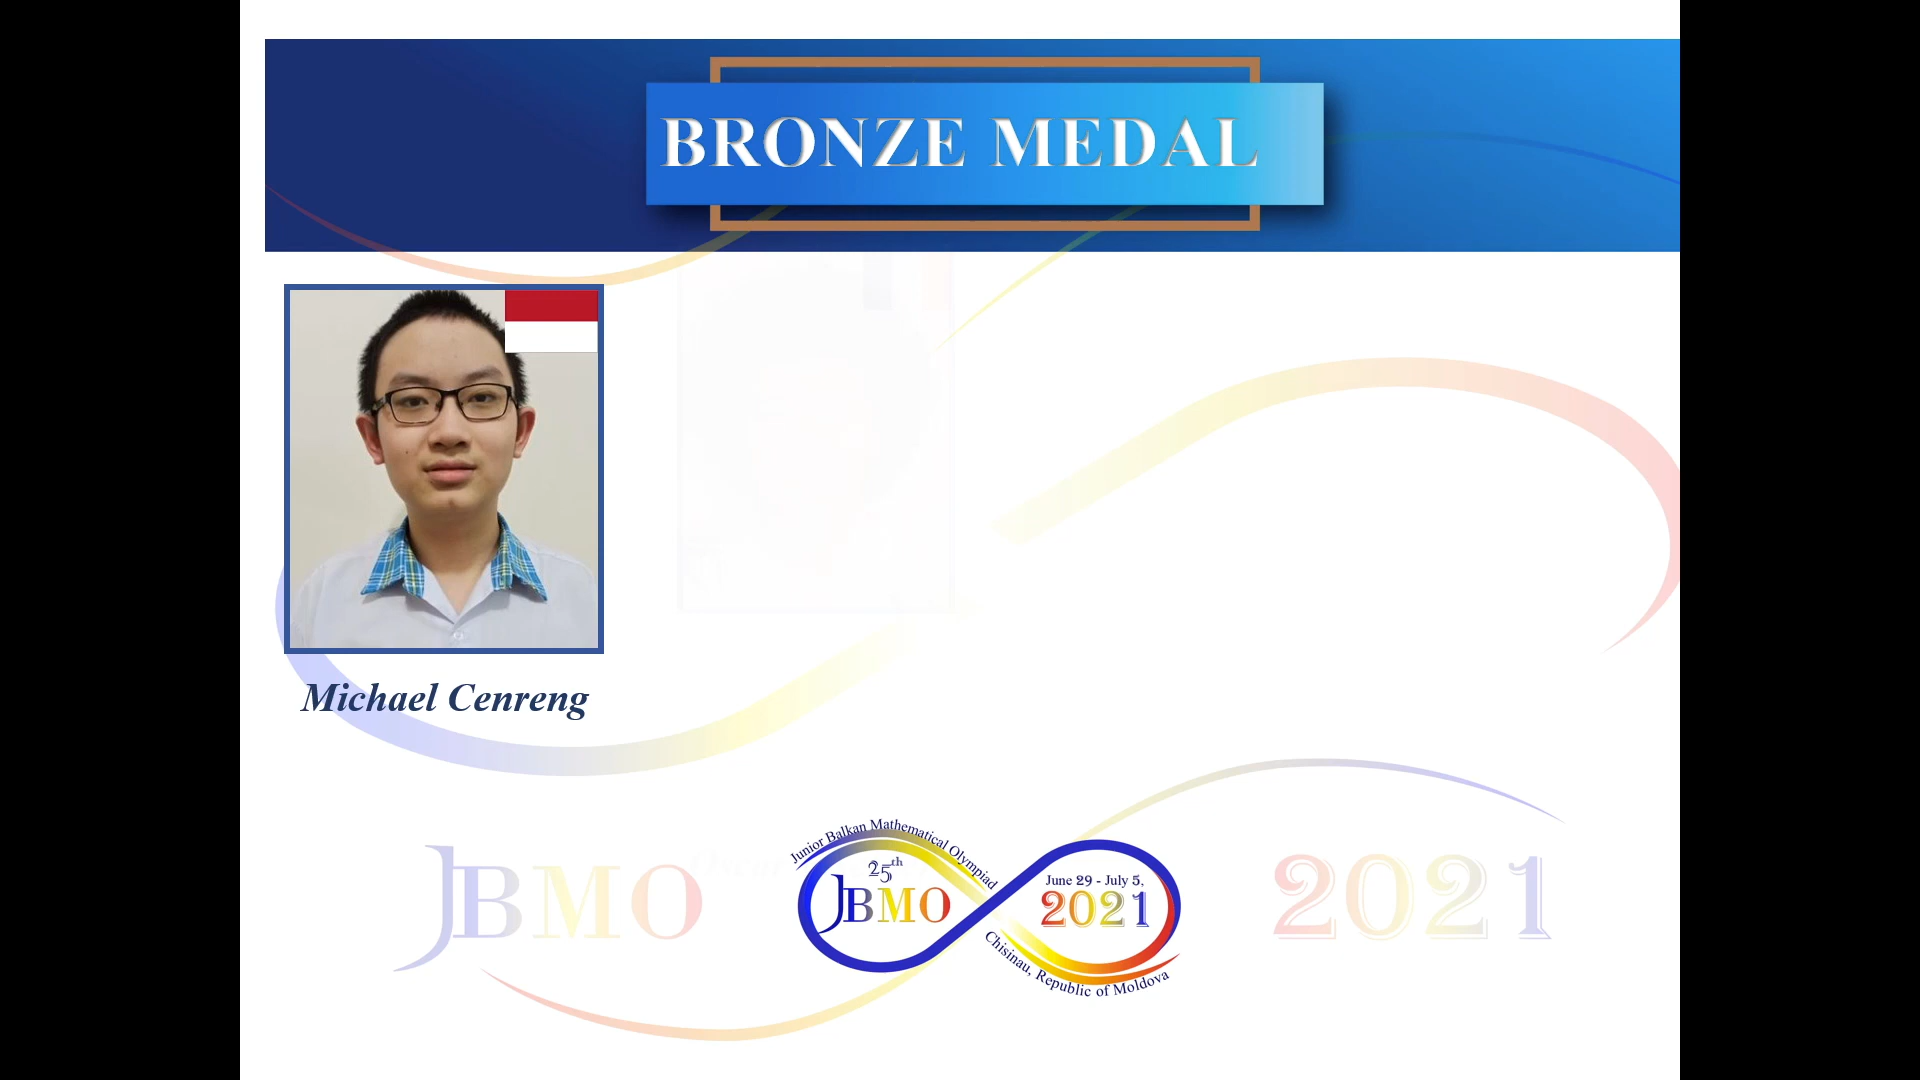 BRONZE MEDAL
Michael Cenreng
JBMO
Junior Balkan Mathematical Olympiad
25th
JBMO
June 29 - July 5,
2021
Chisinau, Republic of Moldova
2021